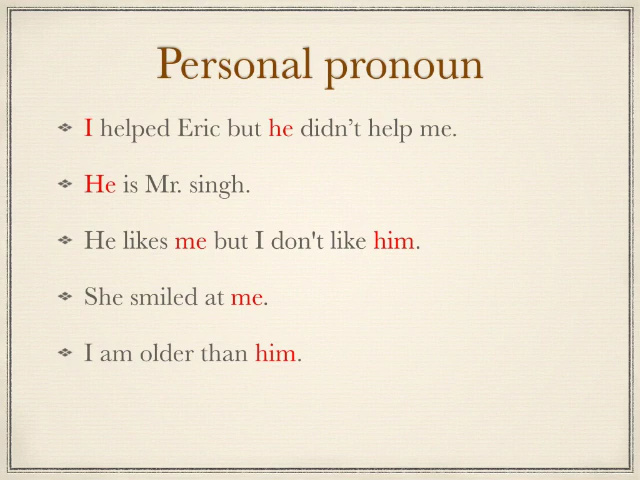 Personal pronoun
I helped Eric but he didn’t help me.
He is Mr. singh.
He likes me but I don't like him.
She smiled at me.
I am older than him.